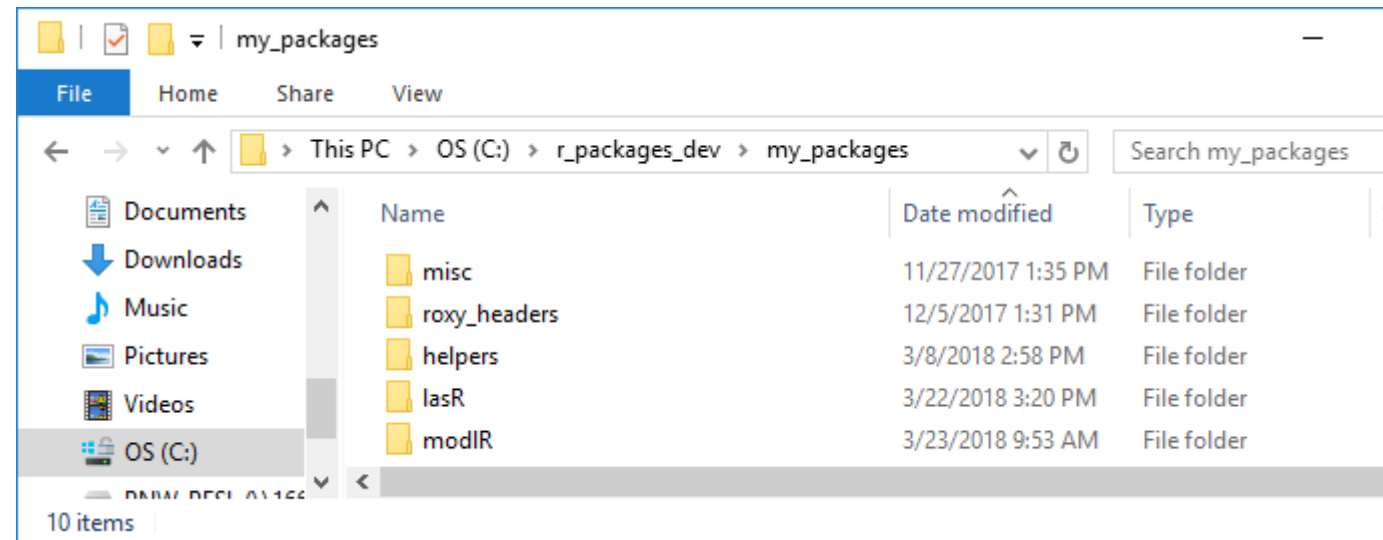 my_packages
File Home Share View
This PC > OS (C:) > r_packages_dev > my_packages Search my_packages
Documents Name Date modified Type
Downloads misc 11/27/2017 1:35 PM File folder
Music roxy_headers 12/5/2017 1:31 PM File folder
Pictures helpers 3/8/2018 2:58 PM File folder
Videos lasR 3/22/2018 3:20 PM File folder
OS (C:) modlR 3/23/2018 9:53 AM File folder
10 items